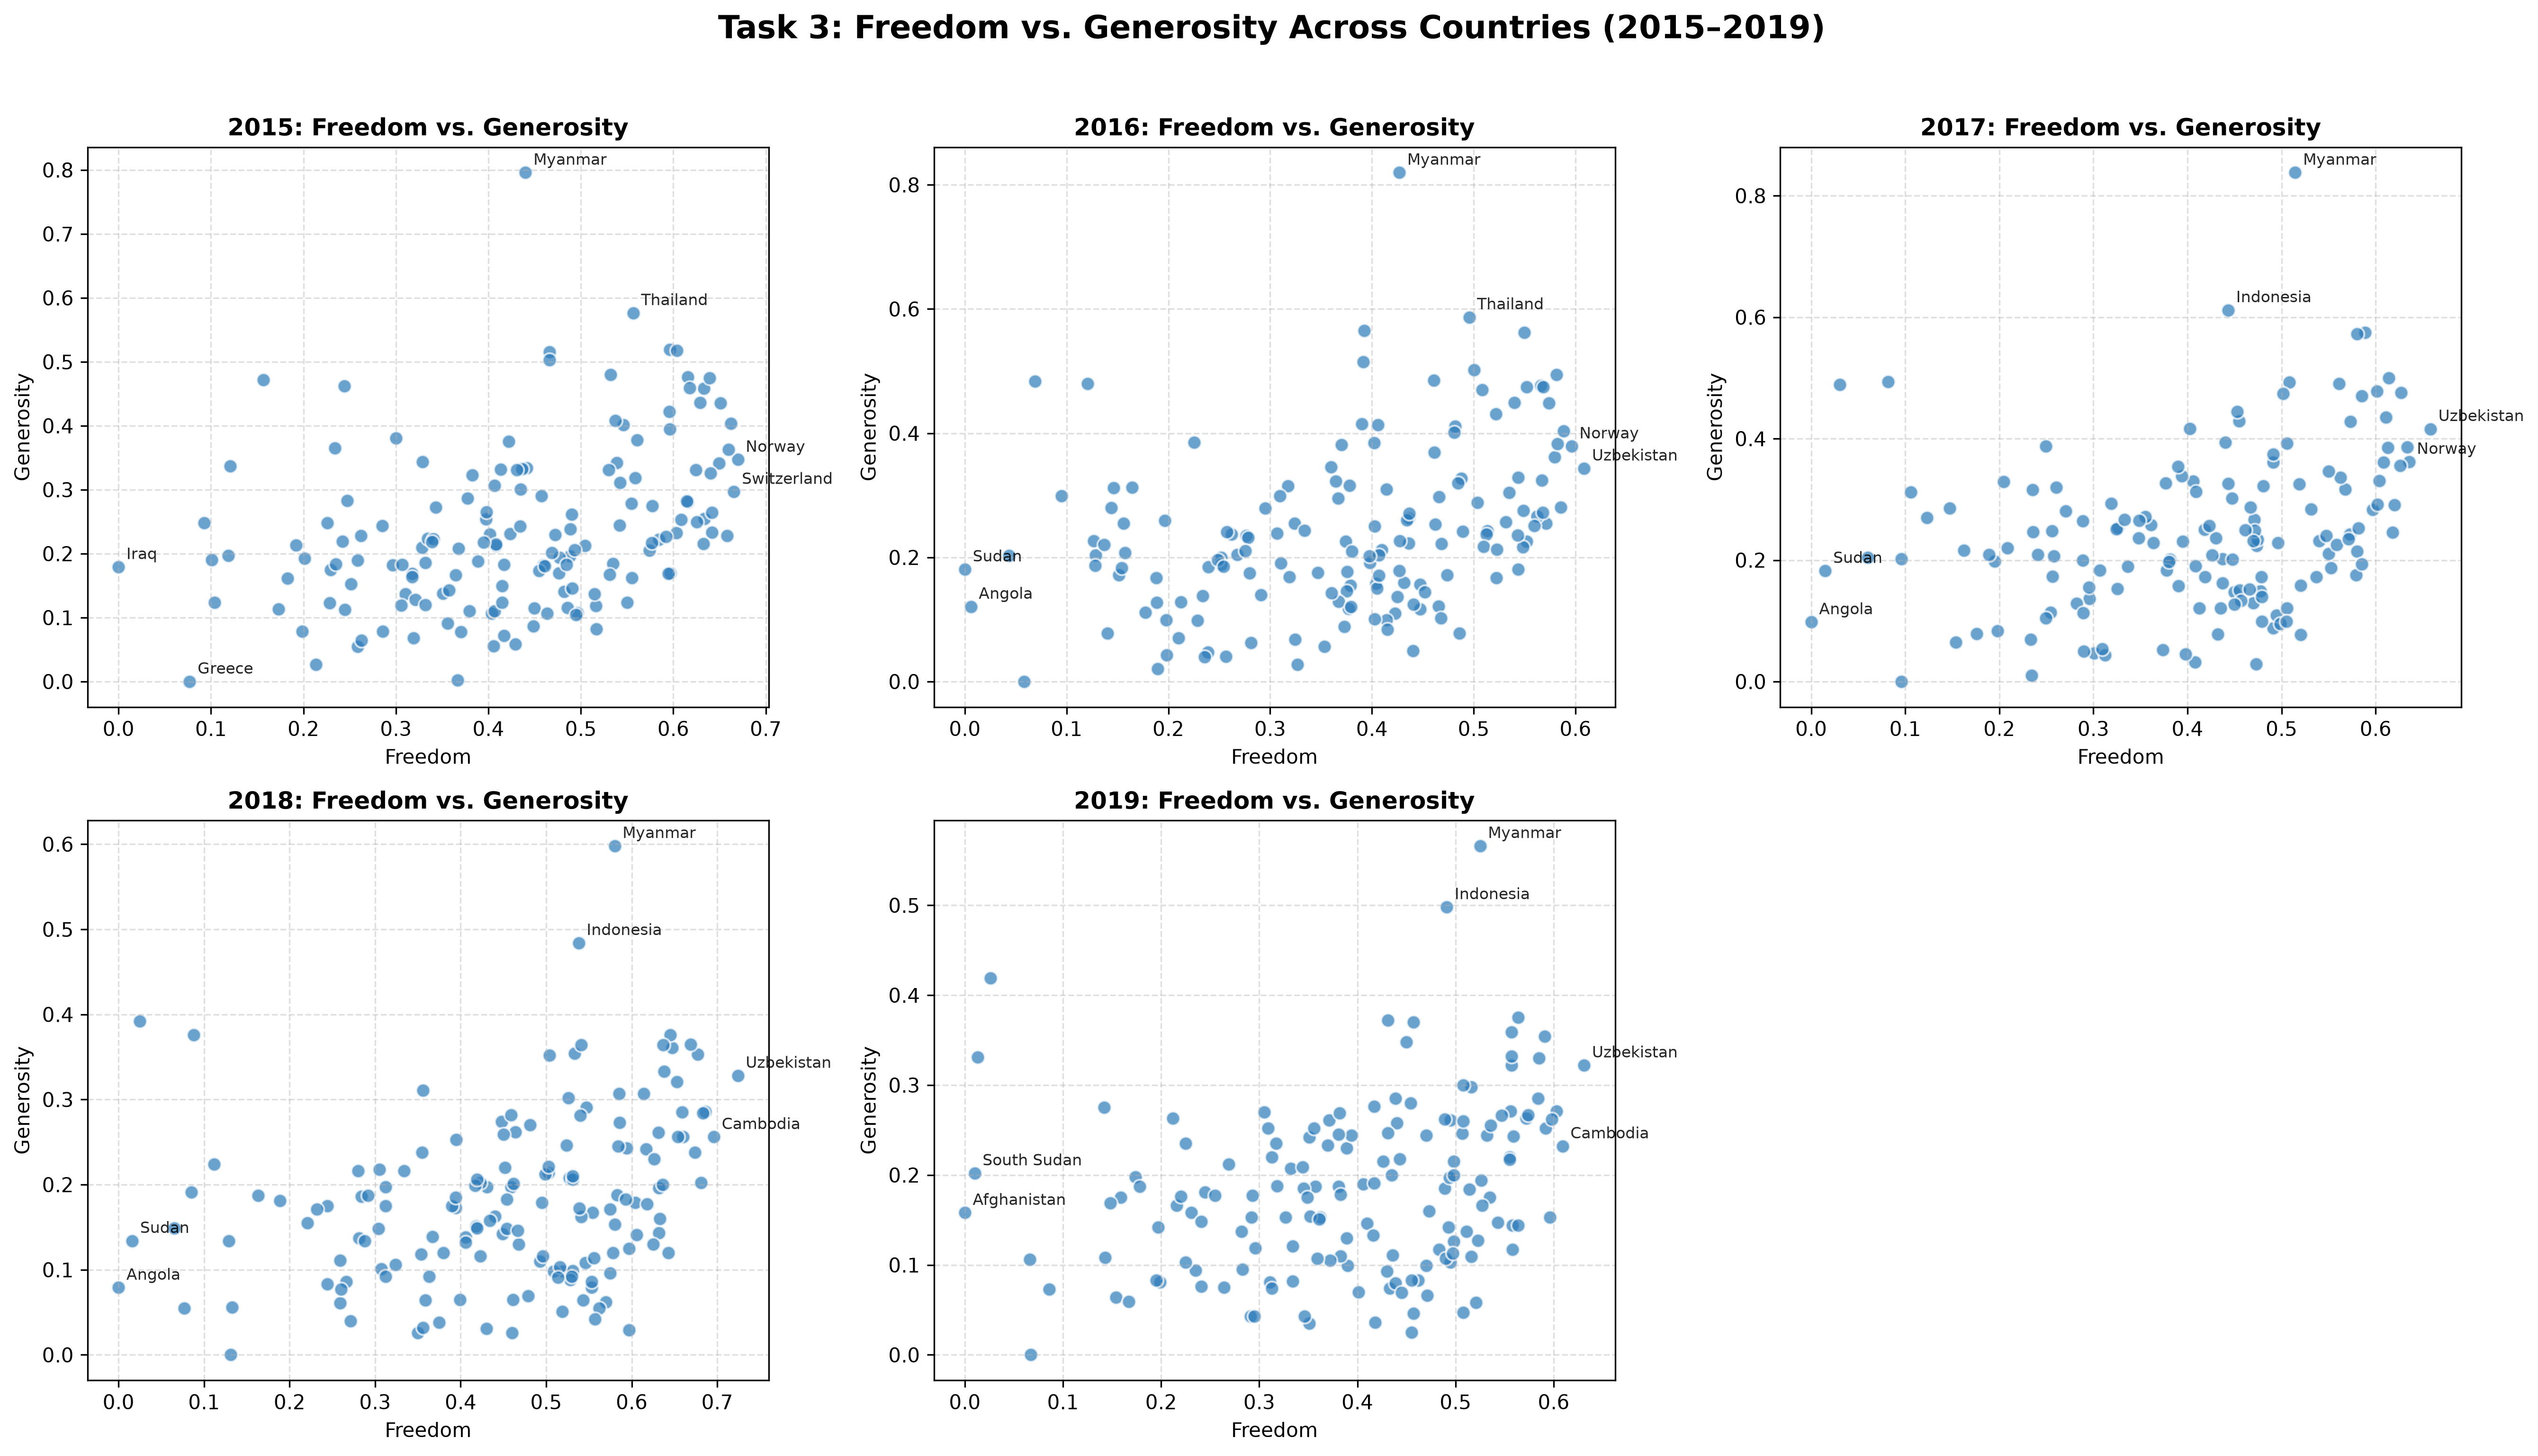 Task 3: Freedom vs. Generosity Across Countries (2015–2019)
2015: Freedom vs. Generosity
Generosity
0.8
0.7
0.6
0.5
0.4
0.3
0.2
0.1
0.0
Myanmar
Thailand
Norway
Switzerland
Iraq
Greece
0.0 0.1 0.2 0.3 0.4 0.5 0.6 0.7
Freedom
2016: Freedom vs. Generosity
Generosity
0.8
0.6
0.4
0.2
0.0
Myanmar
Thailand
Norway
Uzbekistan
Sudan
Angola
0.0 0.1 0.2 0.3 0.4 0.5 0.6
Freedom
2017: Freedom vs. Generosity
Generosity
0.8
0.6
0.4
0.2
0.0
Myanmar
Indonesia
Uzbekistan
Norway
Sudan
Angola
0.0 0.1 0.2 0.3 0.4 0.5 0.6
Freedom
2018: Freedom vs. Generosity
Generosity
0.6
0.5
0.4
0.3
0.2
0.1
0.0
Myanmar
Indonesia
Uzbekistan
Cambodia
Sudan
Angola
0.0 0.1 0.2 0.3 0.4 0.5 0.6 0.7
Freedom
2019: Freedom vs. Generosity
Generosity
0.5
0.4
0.3
0.2
0.1
0.0
Myanmar
Indonesia
Uzbekistan
Cambodia
South Sudan
Afghanistan
0.0 0.1 0.2 0.3 0.4 0.5 0.6
Freedom